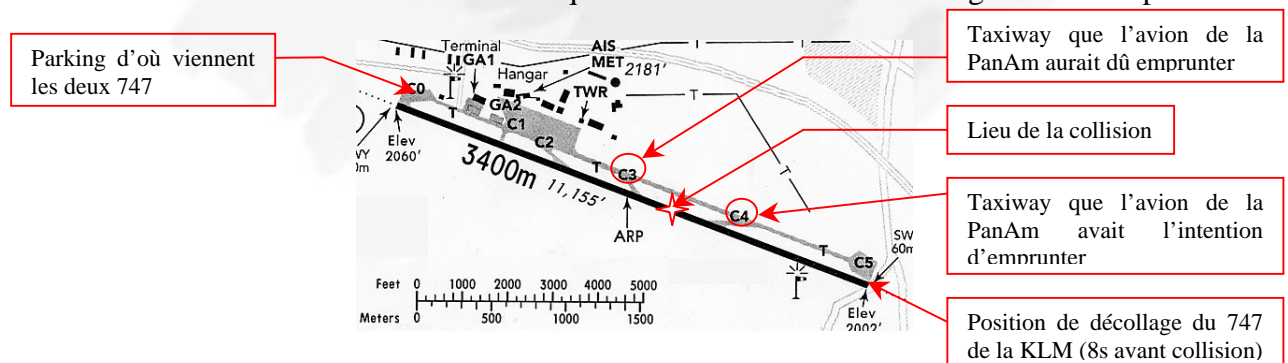 Parking d'où viennent
les deux 747
Taxiway que l'avion de la
PanAm aurait dû emprunter
Lieu de la collision
Taxiway que l'avion de la
PanAm avait l'intention
d'emprunter
Position de décollage du 747
de la KLM (8s avant collision)
Terminal
GA1
AIS
MET
2181'
Hangar
TWR
T
T
C0
T
GA2
C1
C2
T
C3
C4
T
C5
Elev
2060'
3400m
11,155'
ARP
SW
60m
Elev
2002'
Feet 0 1000 2000 3000 4000 5000
Meters 0 500 1000 1500